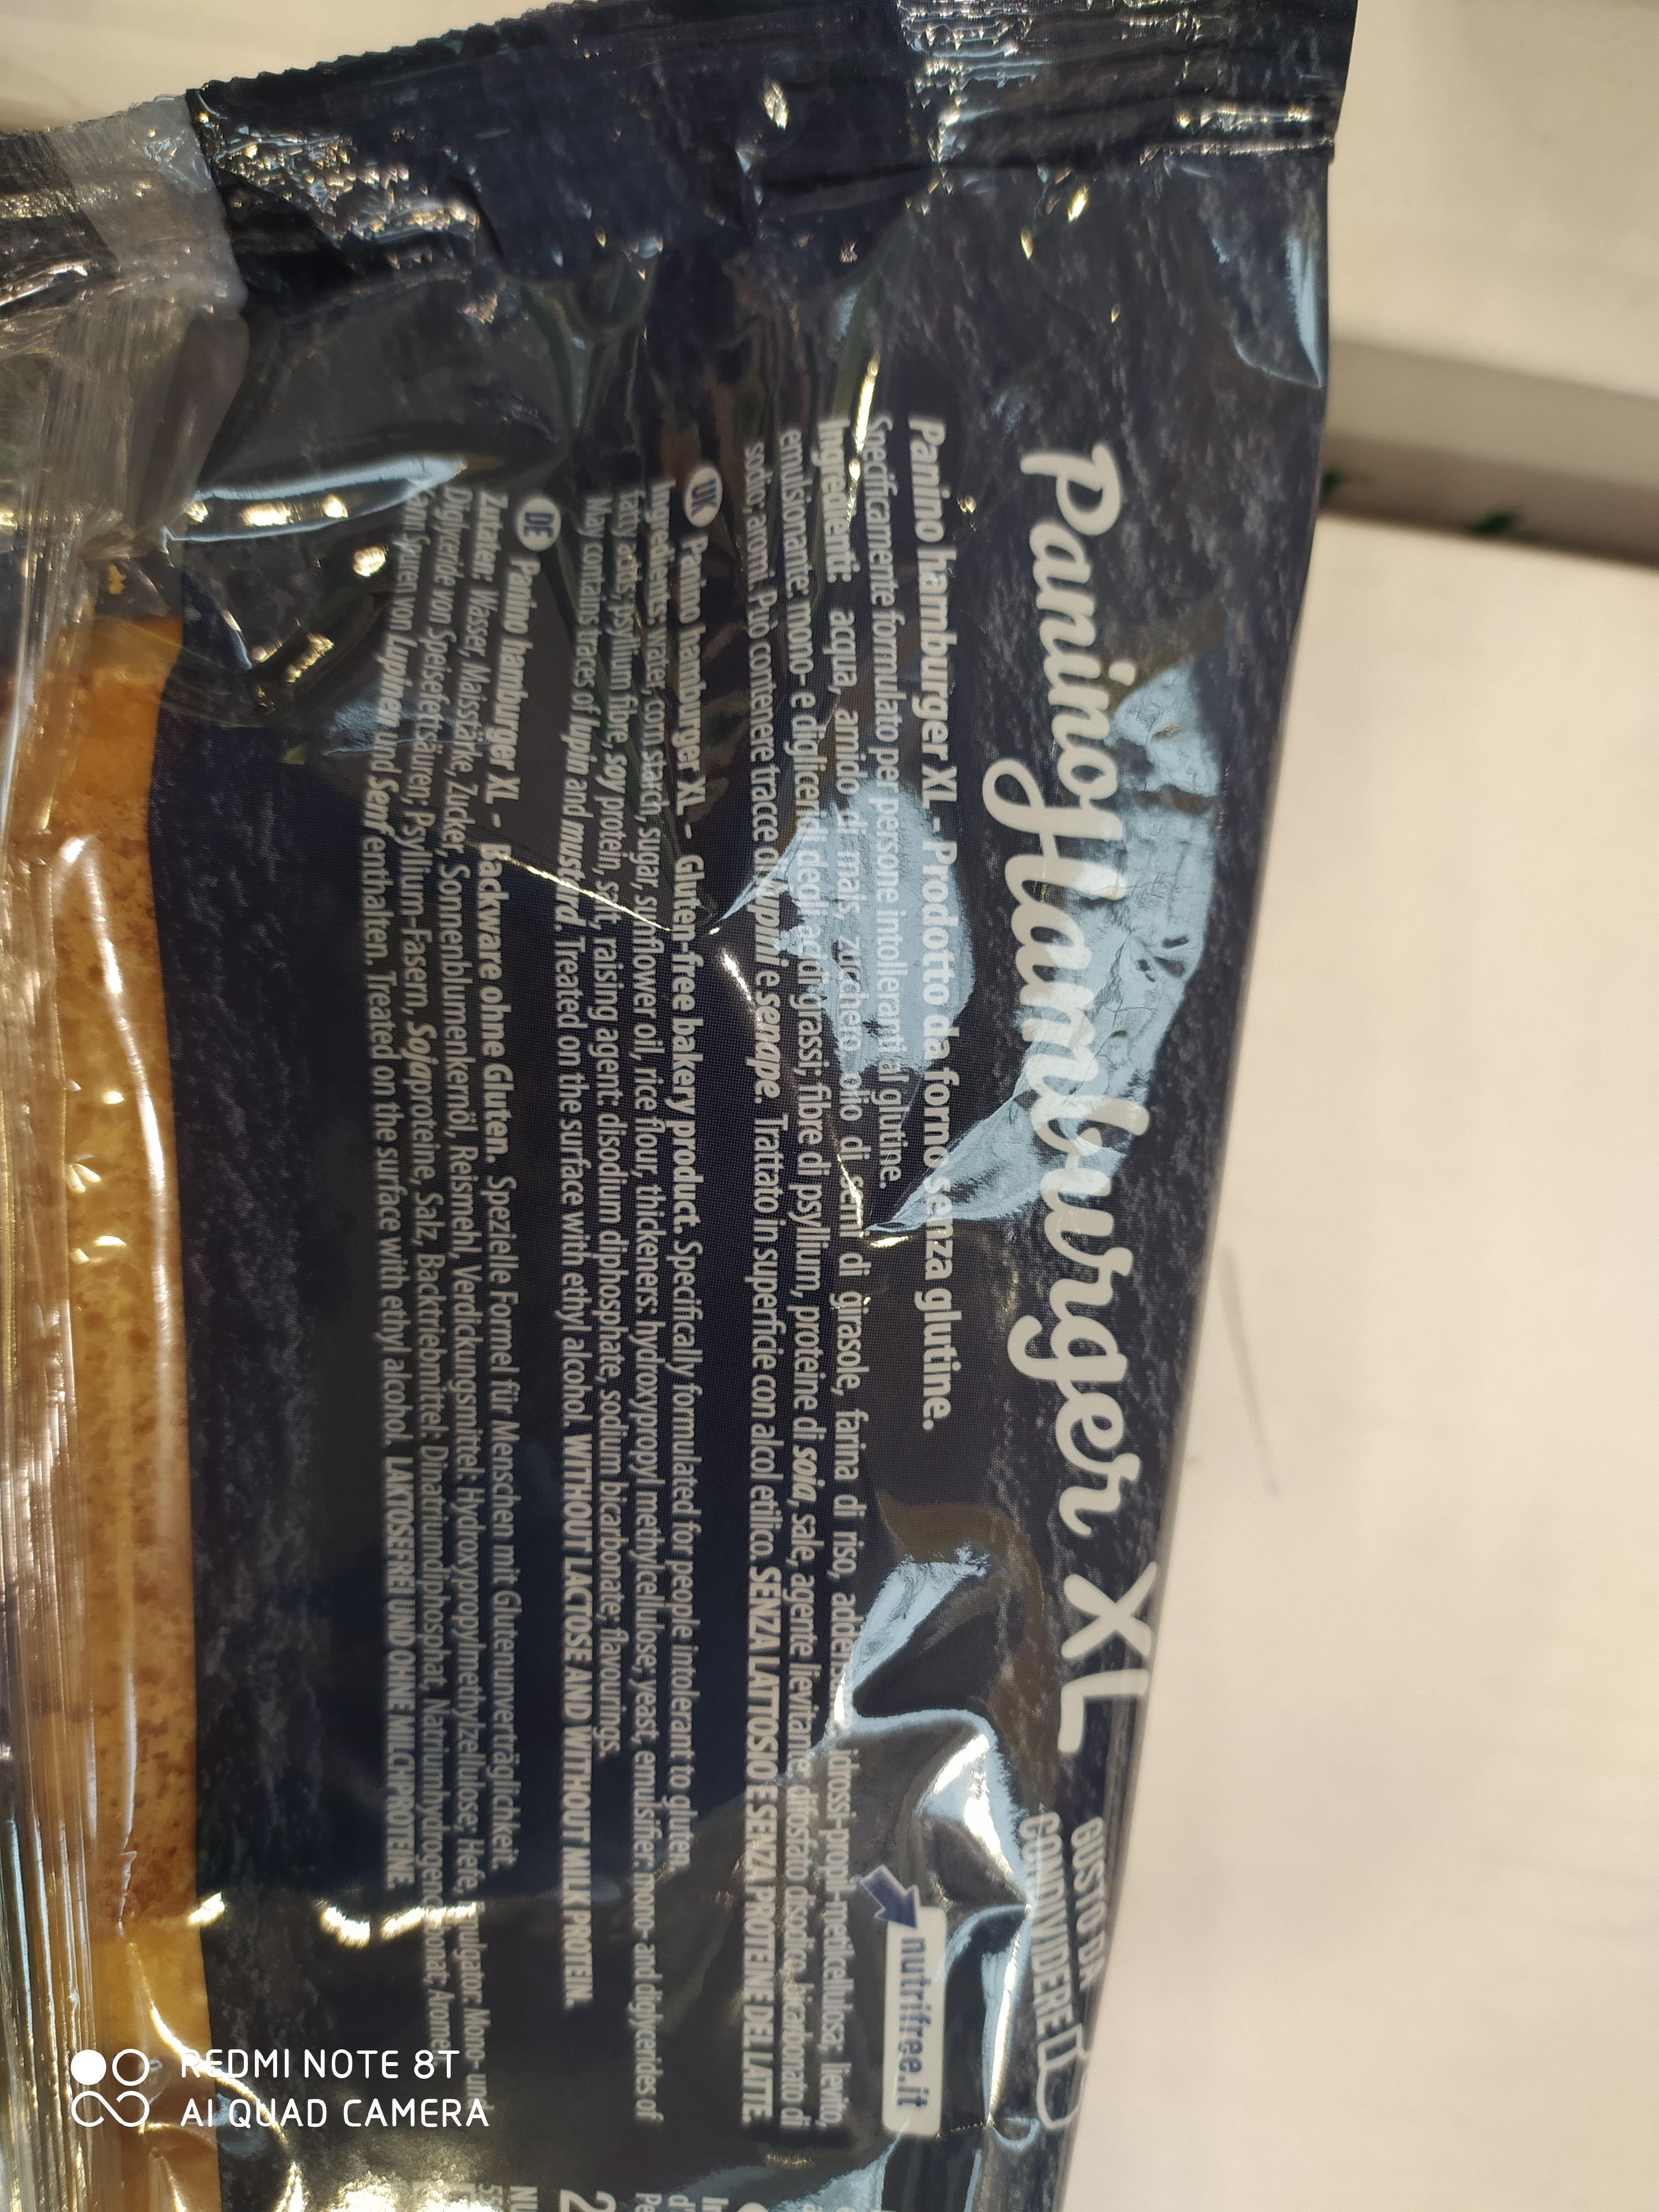 Panino Hamburger XL
GUSTO DA
CONDIVIDERE
nutrifree.it
Panino hamburger XL - Prodotto da forno senza glutine.
Specificamente formulato per persone intolleranti al glutine.
Ingredienti: acqua, amido di mais, zucchero, olio di semi di girasole, farina di riso, idrossi-propil-metilcellulosa; lievito,
emulsionante: mono- e digliceridi degli acidi grassi; fibre di psyllium, proteine di soia, sale, agente lievitante: difosfato disodico, bicarbonato di
sodio; aromi. Può contenere tracce di lupini e senape. Trattato in superficie con alcol etilico. SENZA LATTOSIO E SENZA PROTEINE DEL LATTE.
UK Panino hamburger XL - Gluten-free bakery product. Specifically formulated for people intolerant to gluten.
Ingredients: water, corn starch, sugar, sunflower oil, rice flour, thickeners: hydroxypropyl methylcellulose; yeast, emulsifier: mono- and diglycerides of
fatty acids; psyllium fibre, soy protein, salt, raising agent: disodium diphosphate, sodium bicarbonate; flavourings.
May contains traces of lupin and mustard. Treated on the surface with ethyl alcohol. WITHOUT LACTOSE AND WITHOUT MILK PROTEIN.
DE Panino hamburger XL - Backware ohne Gluten. Spezielle Formel für Menschen mit Glutenunverträglichkeit.
Zutaten: Wasser, Maisstärke, Zucker, Sonnenblumenkernöl, Reismehl, Verdickungsmittel: Hydroxypropylmethylzellulose; Hefe, Emulgator: Mono- und
Diglyceride von Speisefettsäuren; Psyllium-Fasern, Sojaproteine, Salz, Backtriebmittel: Dinatriumdiphosphat, Natriumhydrogencarbonat; Aromen.
Kann Spuren von Lupinen und Senf enthalten. Treated on the surface with ethyl alcohol. LAKTOSEFREI UND OHNE MILCHPROTEINE.
REDMI NOTE 8T
AI QUAD CAMERA